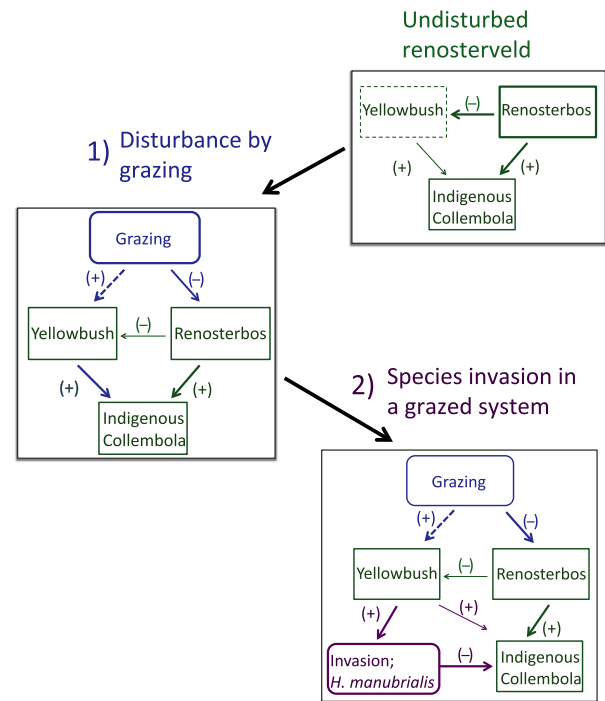 Undisturbed
renosterveld
Yellowbush
(–)
Renosterbos
(+)
(+)
Indigenous
Collembola
1) Disturbance by
grazing
Grazing
(+)
(–)
Yellowbush
(–)
Renosterbos
(+)
(+)
Indigenous
Collembola
2) Species invasion in
a grazed system
Grazing
(+)
(–)
Yellowbush
(–)
Renosterbos
(+)
(+)
(+)
Invasion;
H. manubrialis
(–)
Indigenous
Collembola